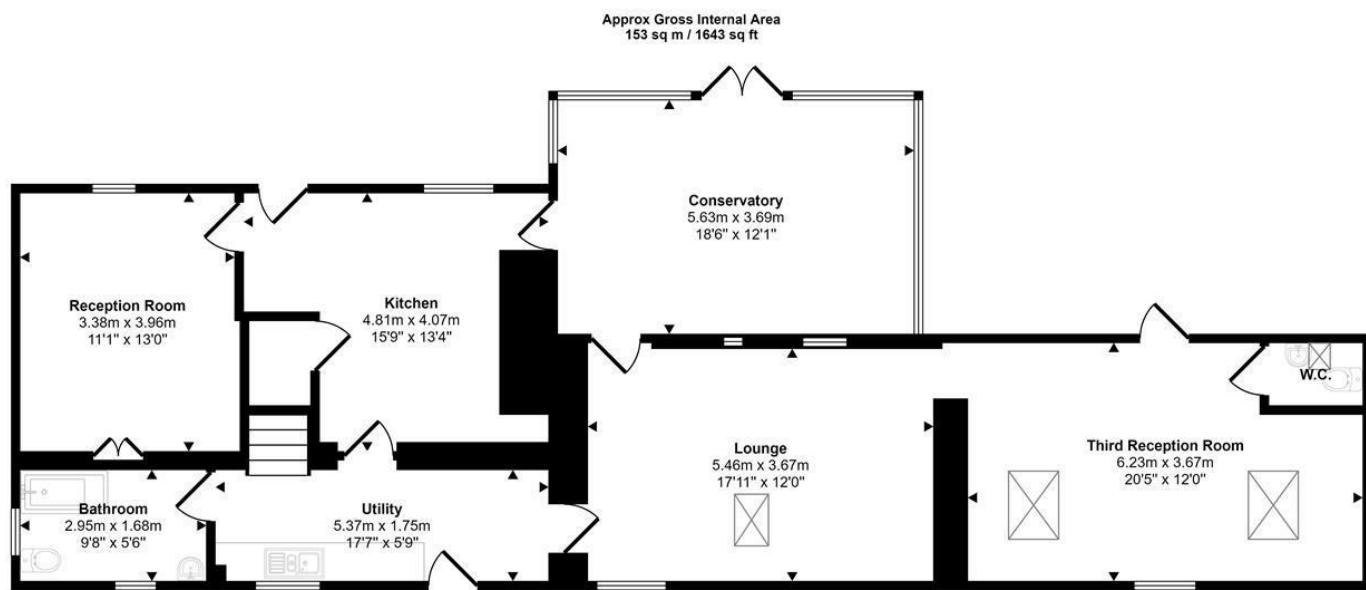 Approx Gross Internal Area
153 sq m / 1643 sq ft
Conservatory
5.63m x 3.69m
18'6" x 12'1"
Reception Room
3.38m x 3.96m
11'1" x 13'0"
Kitchen
4.81m x 4.07m
15'9" x 13'4"
W.C.
Lounge
5.46m x 3.67m
17'11" x 12'0"
Third Reception Room
6.23m x 3.67m
20'5" x 12'0"
Bathroom
2.95m x 1.68m
9'8" x 5'6"
Utility
5.37m x 1.75m
17'7" x 5'9"